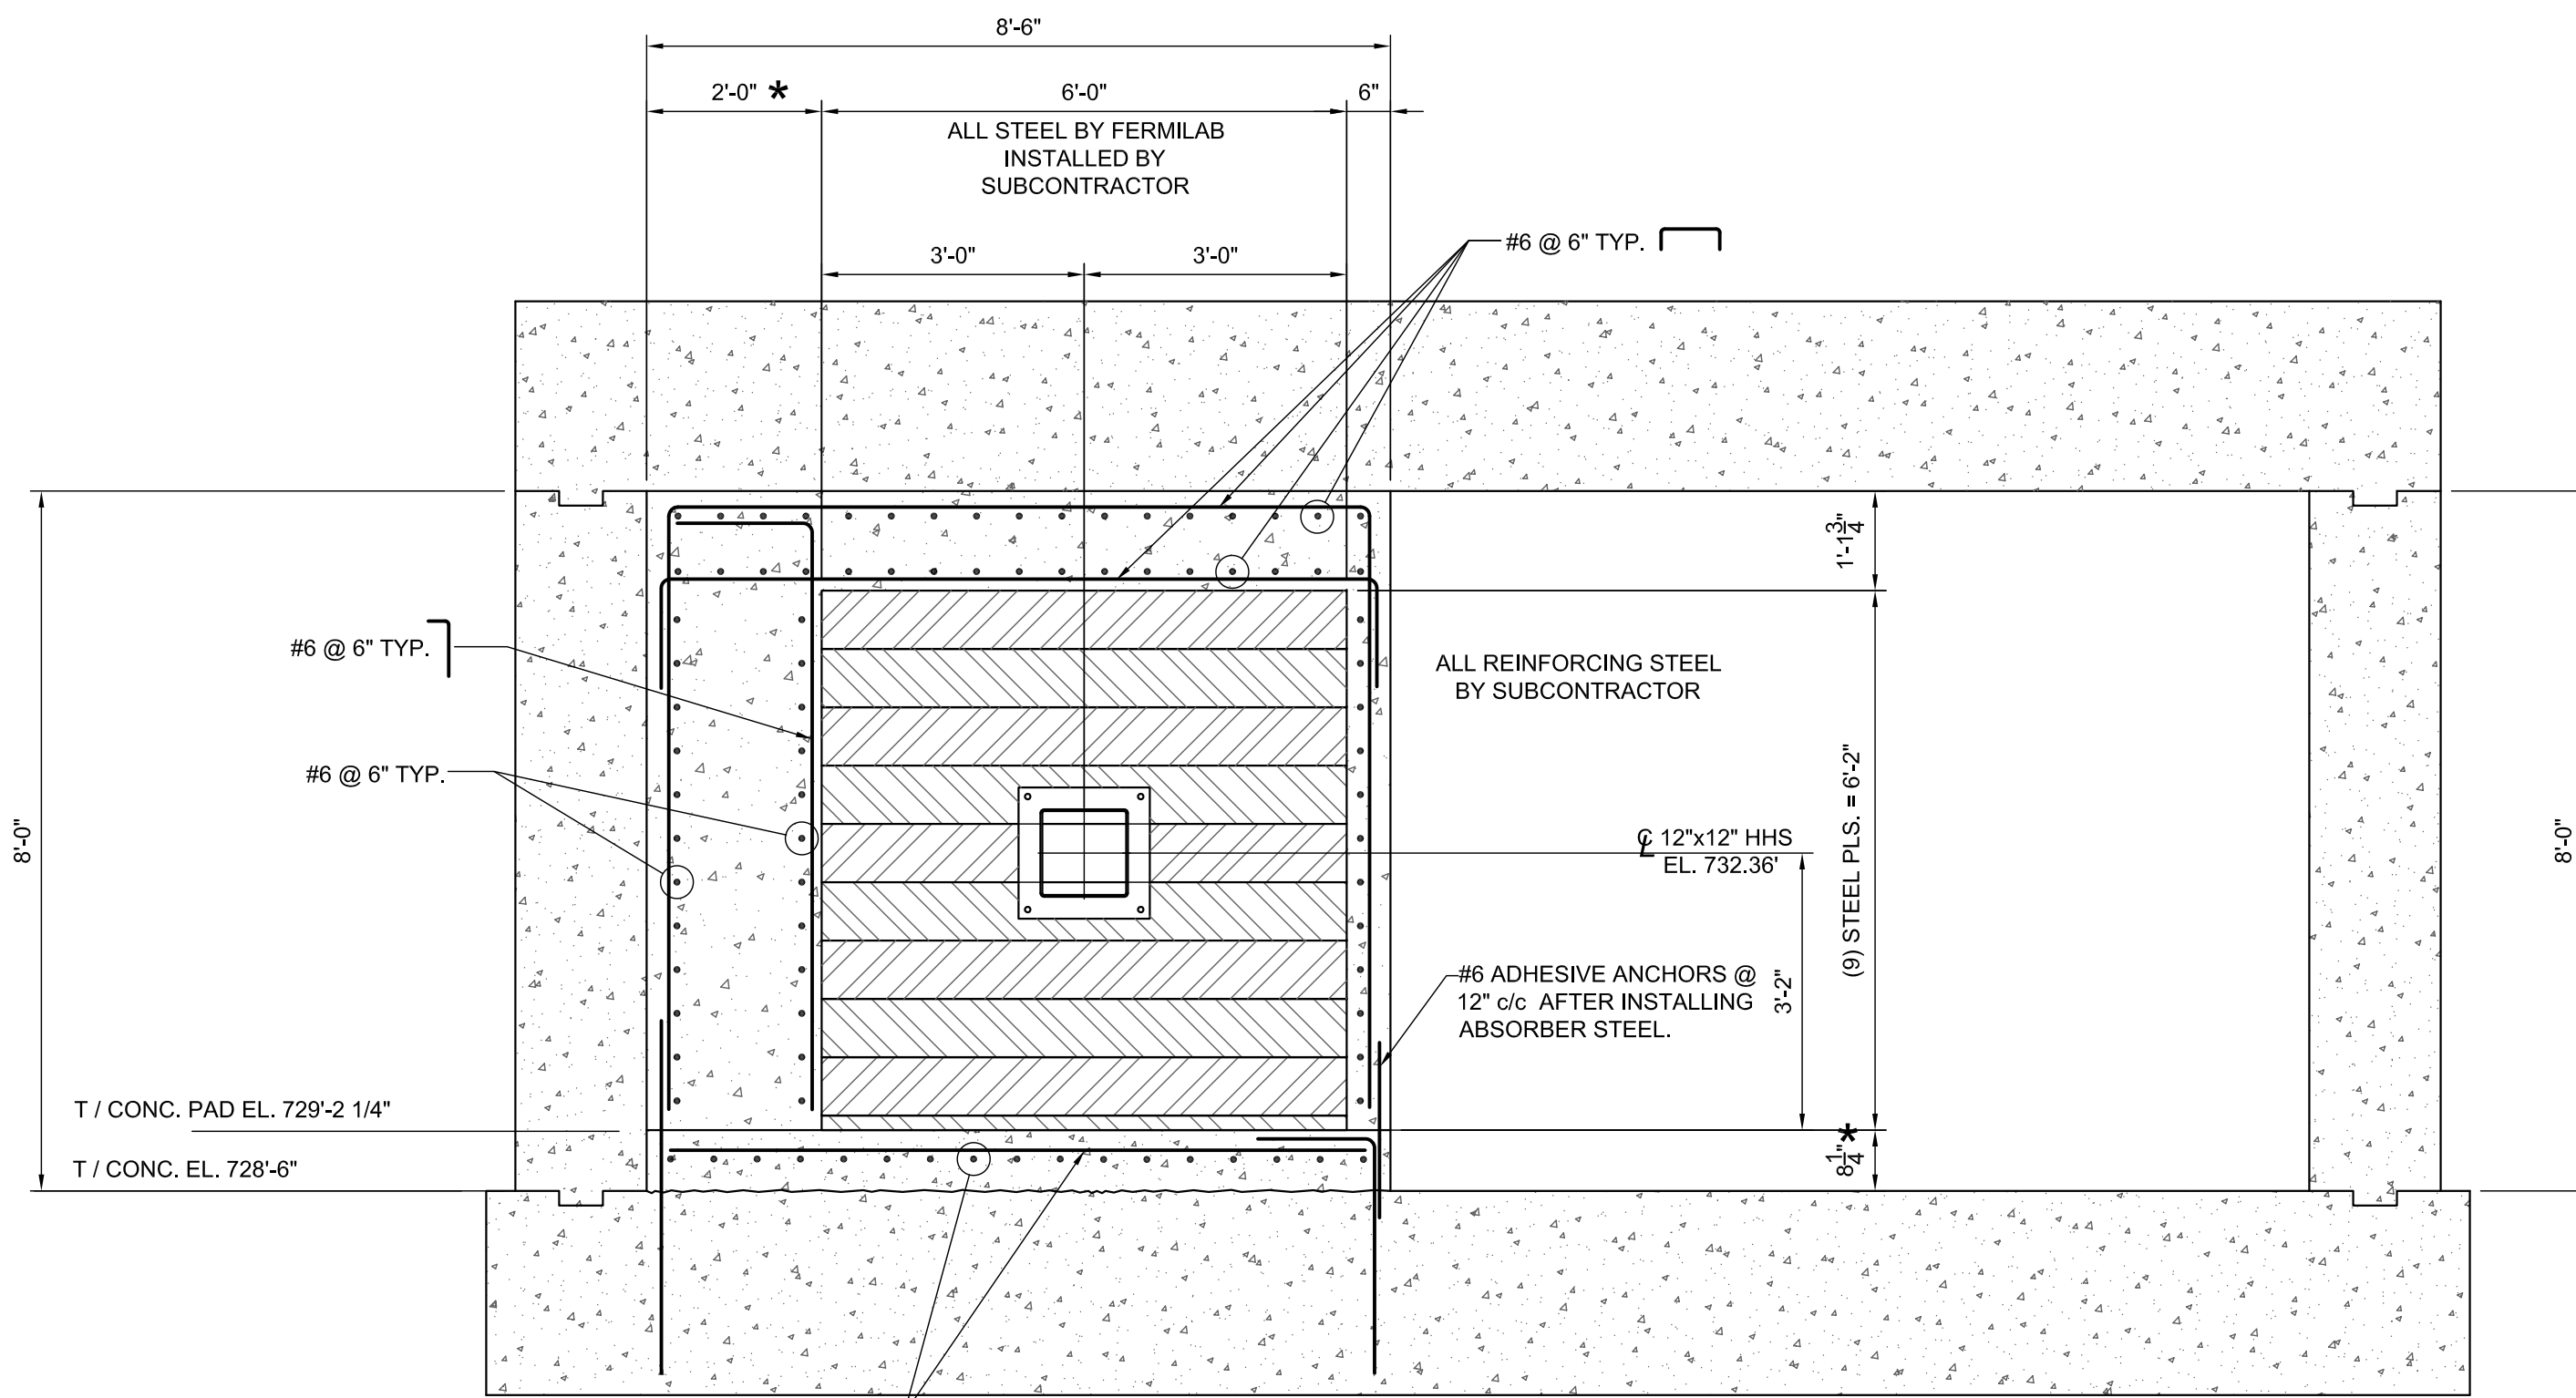 8'-6"
2'-0" *
6'-0"
6"
ALL STEEL BY FERMILAB
INSTALLED BY
SUBCONTRACTOR
3'-0"
3'-0"
#6 @ 6" TYP.
1'-1 3/4"
#6 @ 6" TYP.
ALL REINFORCING STEEL
BY SUBCONTRACTOR
#6 @ 6" TYP.
(9) STEEL PLS. = 6'-2"
8'-0"
8'-0"
℄ 12"x12" HHS
EL. 732.36'
#6 ADHESIVE ANCHORS @
12" c/c AFTER INSTALLING
ABSORBER STEEL.
3'-2"
T / CONC. PAD EL. 729'-2 1/4"
8 1/4" *
T / CONC. EL. 728'-6"